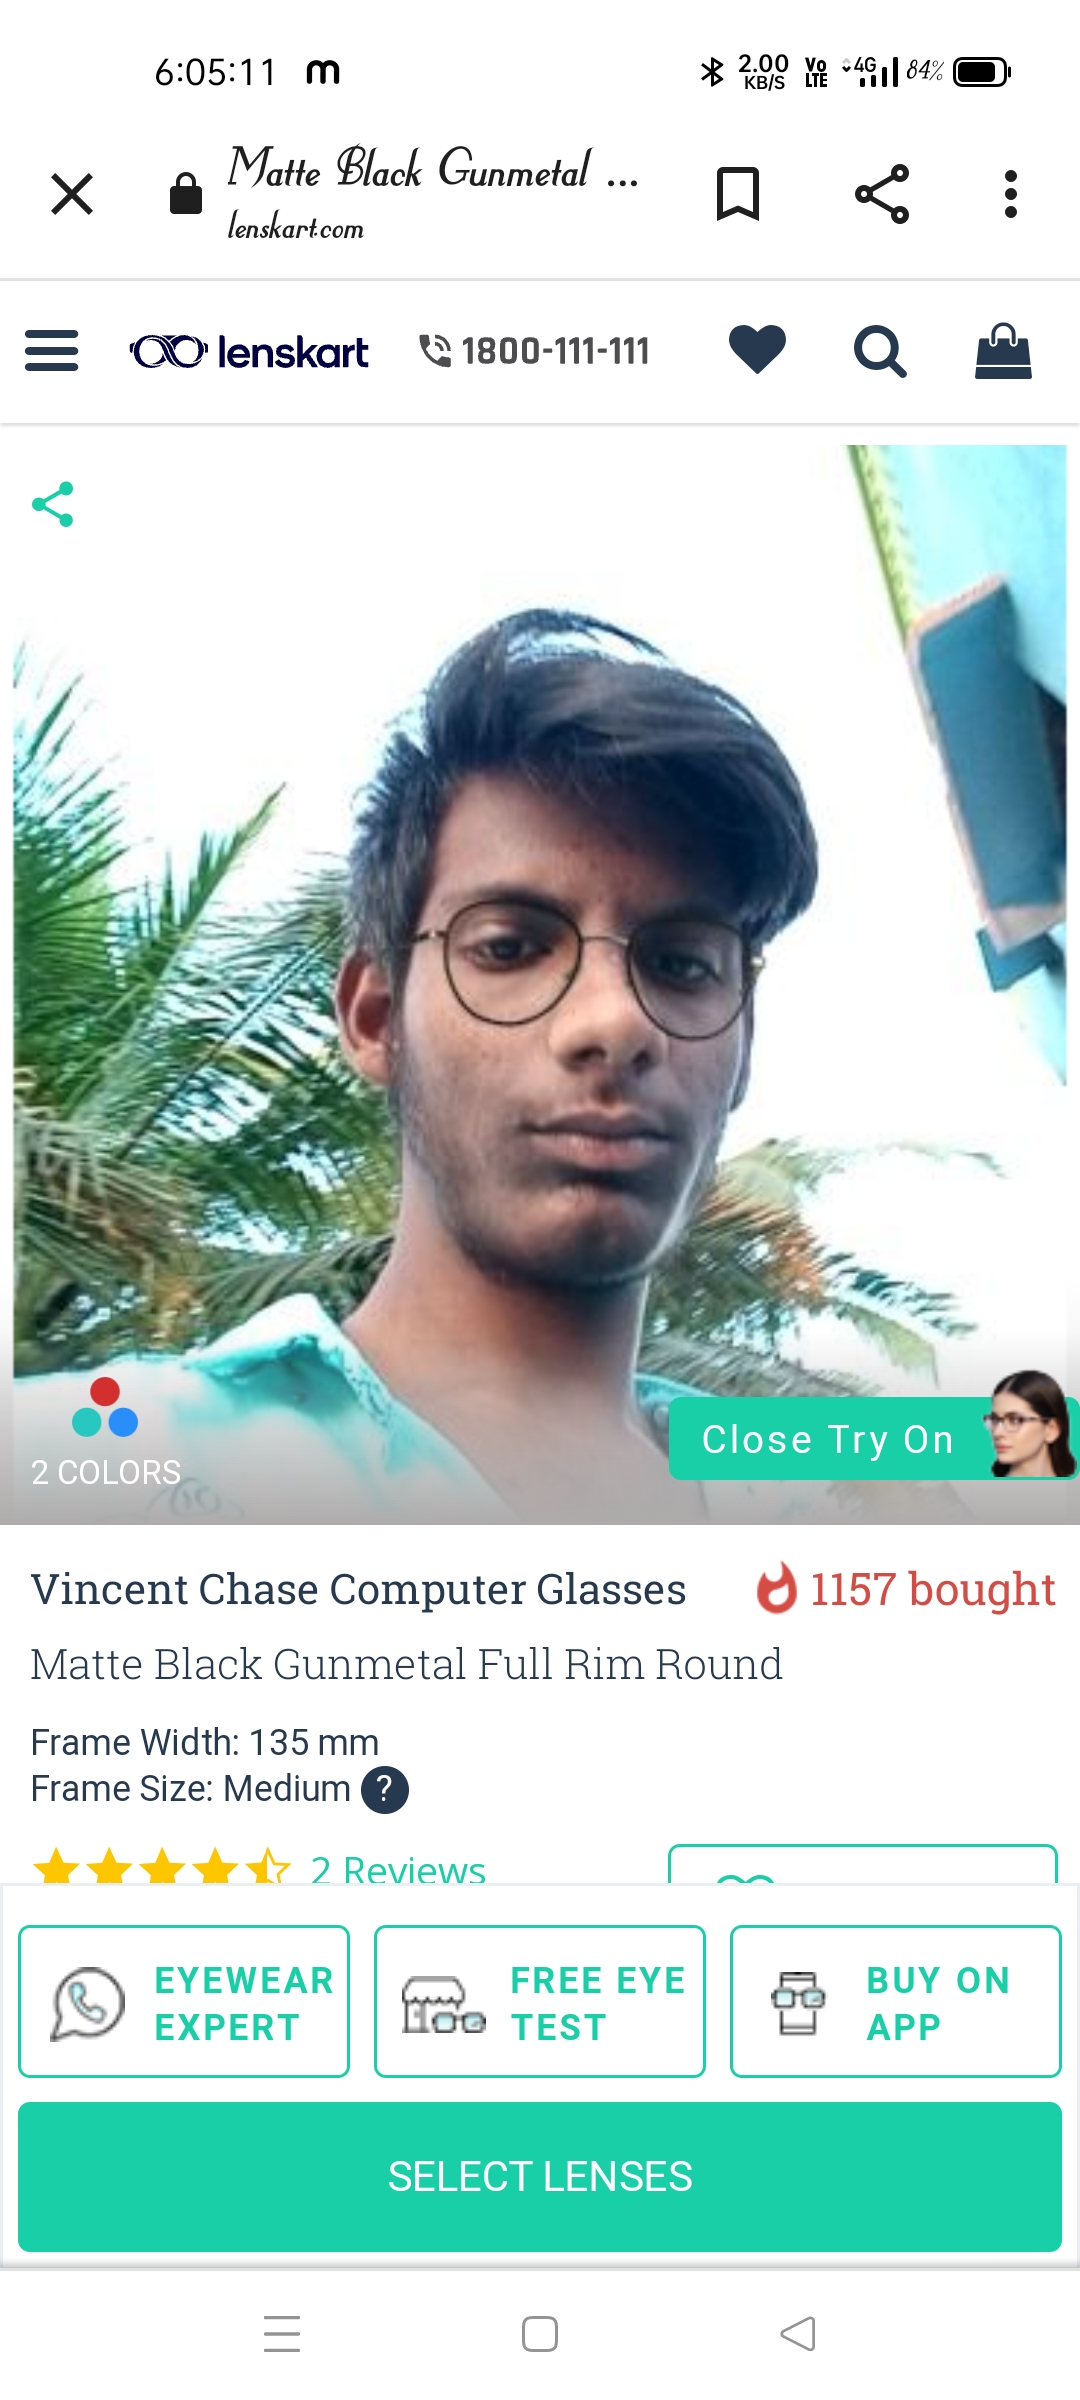 6:05:11 m 2.00 KB/S Vo LTE 4G 84%
Matte Black Gunmetal ...
lenskart.com
lenskart 1800-111-111
2 COLORS
Close Try On
Vincent Chase Computer Glasses 1157 bought
Matte Black Gunmetal Full Rim Round
Frame Width: 135 mm
Frame Size: Medium ?
2 Reviews
EYEWEAR EXPERT
FREE EYE TEST
BUY ON APP
SELECT LENSES